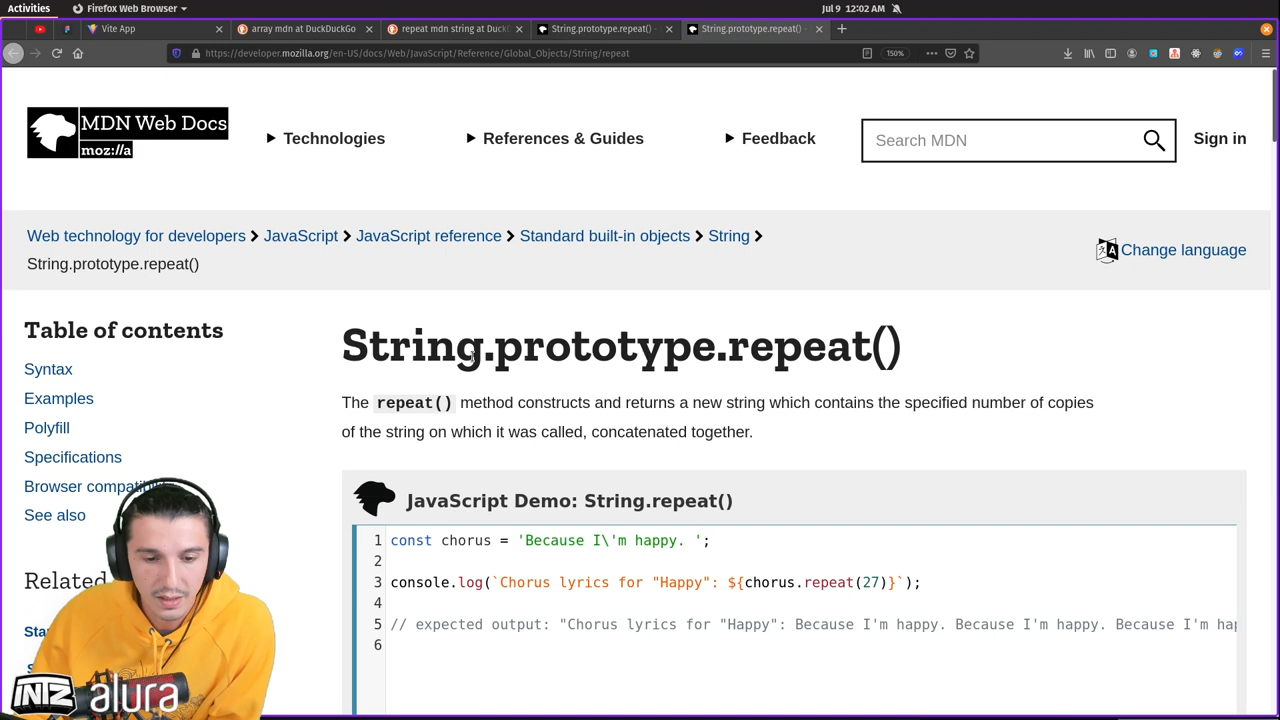 Activities
Firefox Web Browser
Jul 9 12:02 AM
Vite App
array mdn at DuckDuckGo
repeat mdn string at Duck
String.prototype.repeat() -
String.prototype.repeat() -
https://developer.mozilla.org/en-US/docs/Web/JavaScript/Reference/Global_Objects/String/repeat
150%
MDN Web Docs
moz://a
Technologies
References & Guides
Feedback
Search MDN
Sign in
Web technology for developers
JavaScript
JavaScript reference
Standard built-in objects
String
String.prototype.repeat()
Change language
Table of contents
Syntax
Examples
Polyfill
Specifications
Browser compatib
See also
Related
String.prototype.repeat()
The repeat() method constructs and returns a new string which contains the specified number of copies
of the string on which it was called, concatenated together.
JavaScript Demo: String.repeat()
1 const chorus = 'Because I\'m happy. ';
2
3 console.log(`Chorus lyrics for "Happy": ${chorus.repeat(27)}`);
4
5 // expected output: "Chorus lyrics for "Happy": Because I'm happy. Because I'm happy. Because I'm hap
6
INTZ
alura